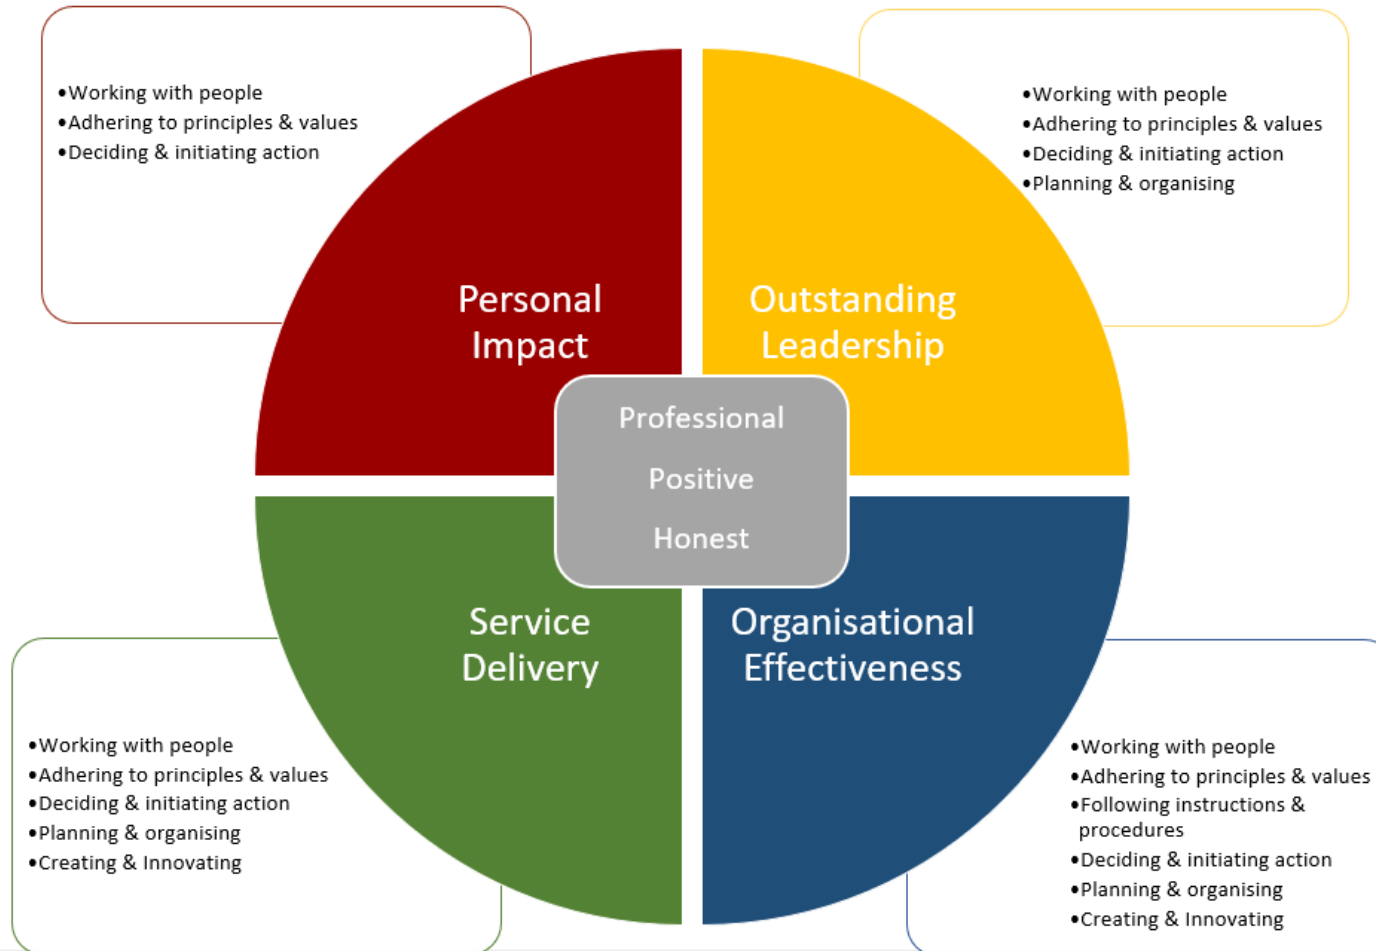 •Working with people
•Adhering to principles & values
•Deciding & initiating action
•Working with people
•Adhering to principles & values
•Deciding & initiating action
•Planning & organising
Personal
Impact
Outstanding
Leadership
Professional
Positive
Honest
Service
Delivery
Organisational
Effectiveness
•Working with people
•Adhering to principles & values
•Deciding & initiating action
•Planning & organising
•Creating & Innovating
•Working with people
•Adhering to principles & values
•Following instructions &
procedures
•Deciding & initiating action
•Planning & organising
•Creating & Innovating